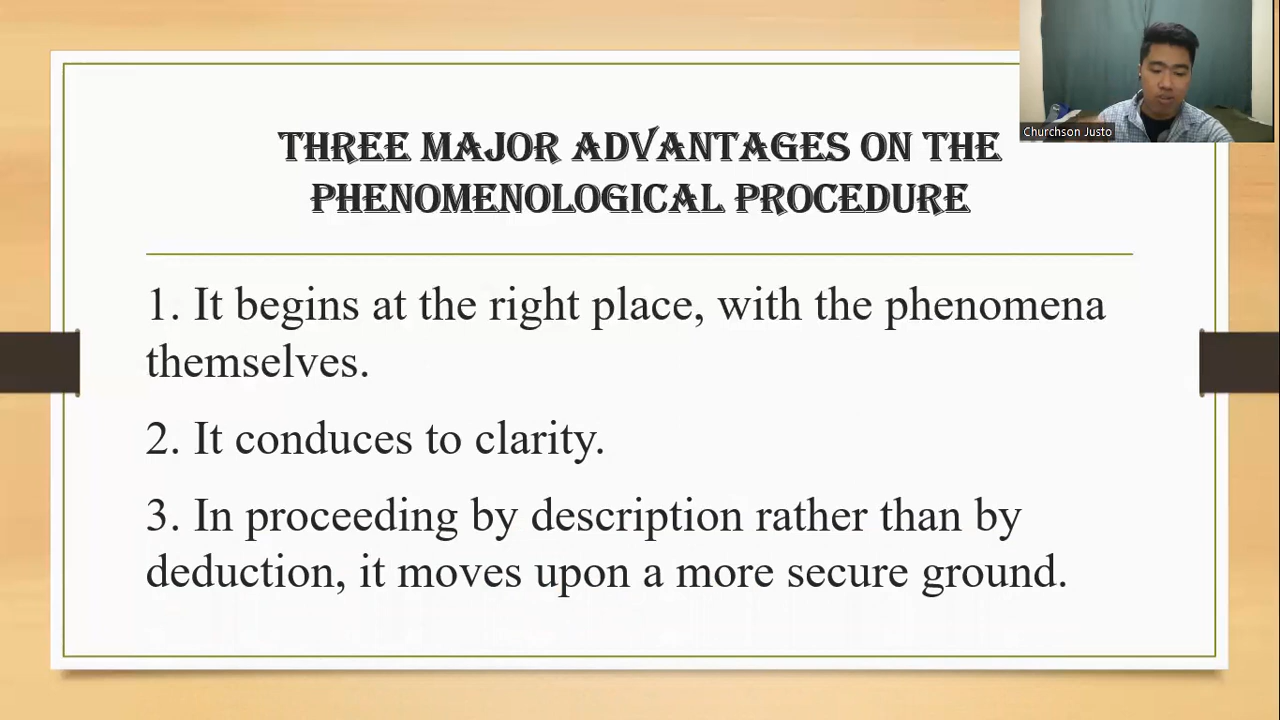 Churchson Justo
THREE MAJOR ADVANTAGES ON THE
PHENOMENOLOGICAL PROCEDURE
1. It begins at the right place, with the phenomena
themselves.
2. It conduces to clarity.
3. In proceeding by description rather than by
deduction, it moves upon a more secure ground.